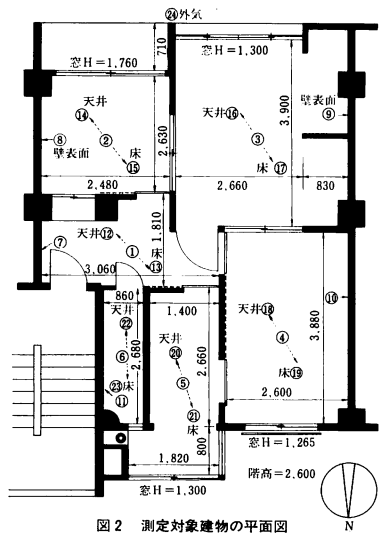 ㉔外気
710
窓H=1,760
窓H=1,300
天井
⑭
②
床
⑮
⑧
壁表面
2,630
2,480
天井⑯
③
床⑰
3,900
壁表面
⑨
2,660
830
天井⑫
①
⑬
床
1,810
⑦
3,060
860
天井
㉒
⑥
㉓床
⑪
2,680
1,400
天井
⑳
⑤
㉑
床
2,660
800
1,820
天井⑱
④
床⑲
⑩
3,880
2,600
窓H=1,265
窓H=1,300
階高=2,600
N
図2 測定対象建物の平面図